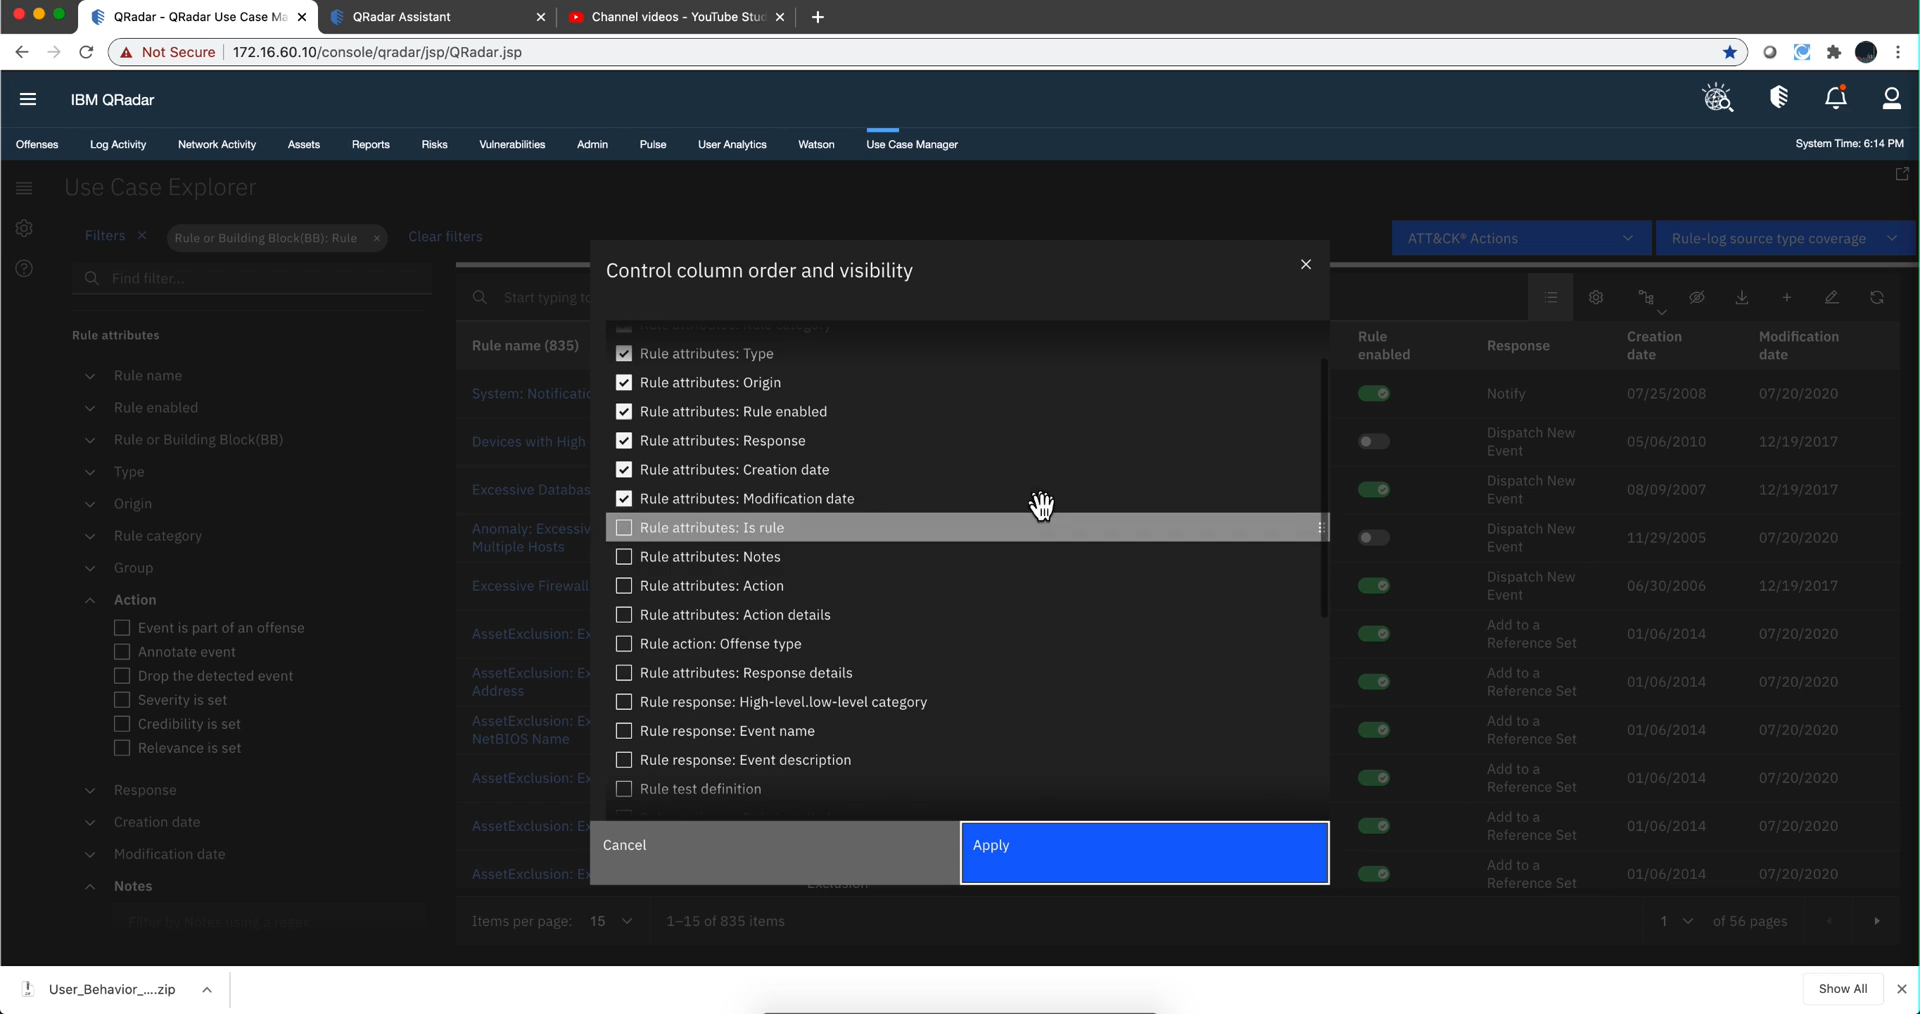 QRadar - QRadar Use Case Ma
QRadar Assistant
Channel videos - YouTube Stud
Not Secure
172.16.60.10/console/qradar/jsp/QRadar.jsp
IBM QRadar
Offenses
Log Activity
Network Activity
Assets
Reports
Risks
Vulnerabilities
Admin
Pulse
User Analytics
Watson
Use Case Manager
System Time: 6:14 PM
Use Case Explorer
Filters
Rule or Building Block(BB): Rule
Clear filters
ATT&CK® Actions
Rule-log source type coverage
Find filter...
Rule attributes
Rule name
Rule enabled
Rule or Building Block(BB)
Type
Origin
Rule category
Group
Action
Event is part of an offense
Annotate event
Drop the detected event
Severity is set
Credibility is set
Relevance is set
Response
Creation date
Modification date
Notes
Filter by Notes using a regex
Start typing to
Rule name (835)
System: Notificatio
Devices with High
Excessive Databas
Anomaly: Excessiv
Multiple Hosts
Excessive Firewall
AssetExclusion: Ex
AssetExclusion: Ex
Address
AssetExclusion: Ex
NetBIOS Name
AssetExclusion: Ex
AssetExclusion: Ex
AssetExclusion: Ex
Exclusion
Control column order and visibility
Rule attributes: Rule category
Rule attributes: Type
Rule attributes: Origin
Rule attributes: Rule enabled
Rule attributes: Response
Rule attributes: Creation date
Rule attributes: Modification date
Rule attributes: Is rule
Rule attributes: Notes
Rule attributes: Action
Rule attributes: Action details
Rule action: Offense type
Rule attributes: Response details
Rule response: High-level.low-level category
Rule response: Event name
Rule response: Event description
Rule test definition
Cancel
Apply
Rule
enabled
Response
Creation
date
Modification
date
Notify
07/25/2008
07/20/2020
Dispatch New
Event
05/06/2010
12/19/2017
Dispatch New
Event
08/09/2007
12/19/2017
Dispatch New
Event
11/29/2005
07/20/2020
Dispatch New
Event
06/30/2006
12/19/2017
Add to a
Reference Set
01/06/2014
07/20/2020
Add to a
Reference Set
01/06/2014
07/20/2020
Add to a
Reference Set
01/06/2014
07/20/2020
Add to a
Reference Set
01/06/2014
07/20/2020
Add to a
Reference Set
01/06/2014
07/20/2020
Add to a
Reference Set
01/06/2014
07/20/2020
Items per page: 15
1–15 of 835 items
1
of 56 pages
User_Behavior_....zip
Show All